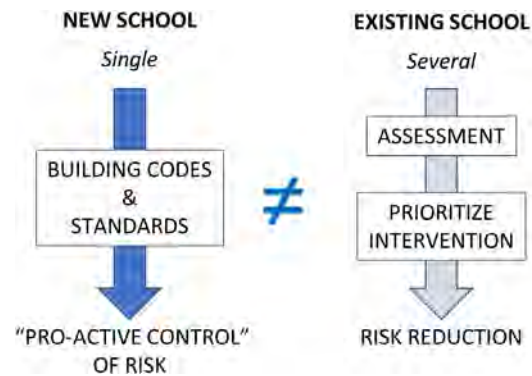 NEW SCHOOL
Single
BUILDING CODES
&
STANDARDS
"PRO-ACTIVE CONTROL"
OF RISK
≠
EXISTING SCHOOL
Several
ASSESSMENT
PRIORITIZE
INTERVENTION
RISK REDUCTION